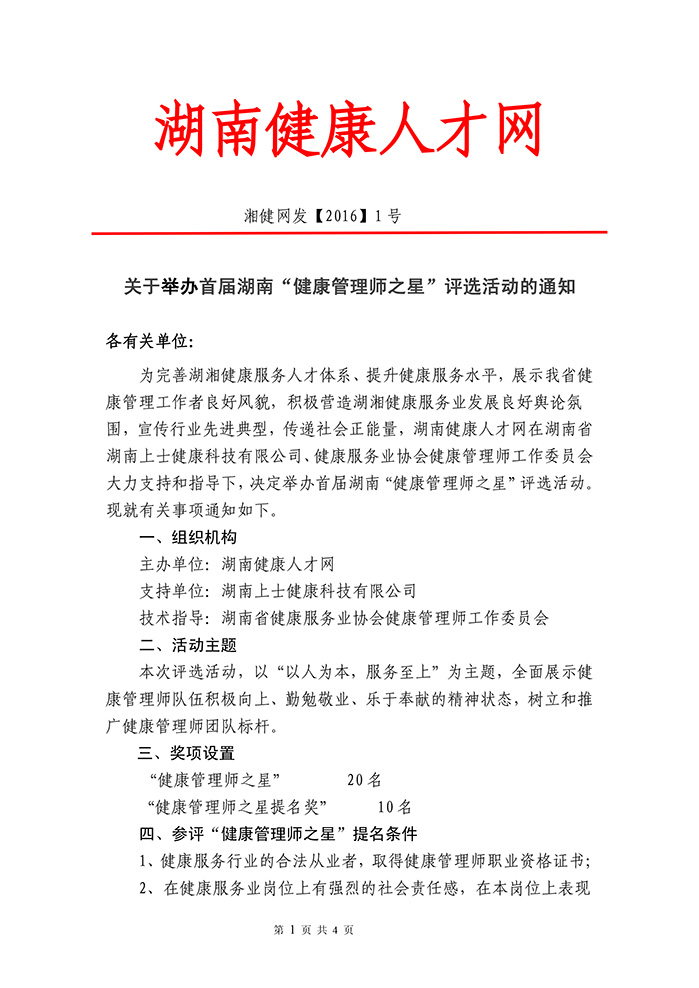 湖南健康人才网
湘健网发【2016】1号
关于举办首届湖南“健康管理师之星”评选活动的通知
各有关单位：
为完善湖湘健康服务人才体系、提升健康服务水平，展示我省健
康管理工作者良好风貌，积极营造湖湘健康服务业发展良好舆论氛
围，宣传行业先进典型，传递社会正能量，湖南健康人才网在湖南省
湖南上士健康科技有限公司、健康服务业协会健康管理师工作委员会
大力支持和指导下，决定举办首届湖南“健康管理师之星”评选活动。
现就有关事项通知如下。
一、组织机构
主办单位：湖南健康人才网
支持单位：湖南上士健康科技有限公司
技术指导：湖南省健康服务业协会健康管理师工作委员会
二、活动主题
本次评选活动，以“以人为本，服务至上”为主题，全面展示健
康管理师队伍积极向上、勤勉敬业、乐于奉献的精神状态，树立和推
广健康管理师团队标杆。
三、奖项设置
“健康管理师之星” 20名
“健康管理师之星提名奖” 10名
四、参评“健康管理师之星”提名条件
1、健康服务行业的合法从业者，取得健康管理师职业资格证书；
2、在健康服务业岗位上有强烈的社会责任感，在本岗位上表现
第 1 页 共 4 页